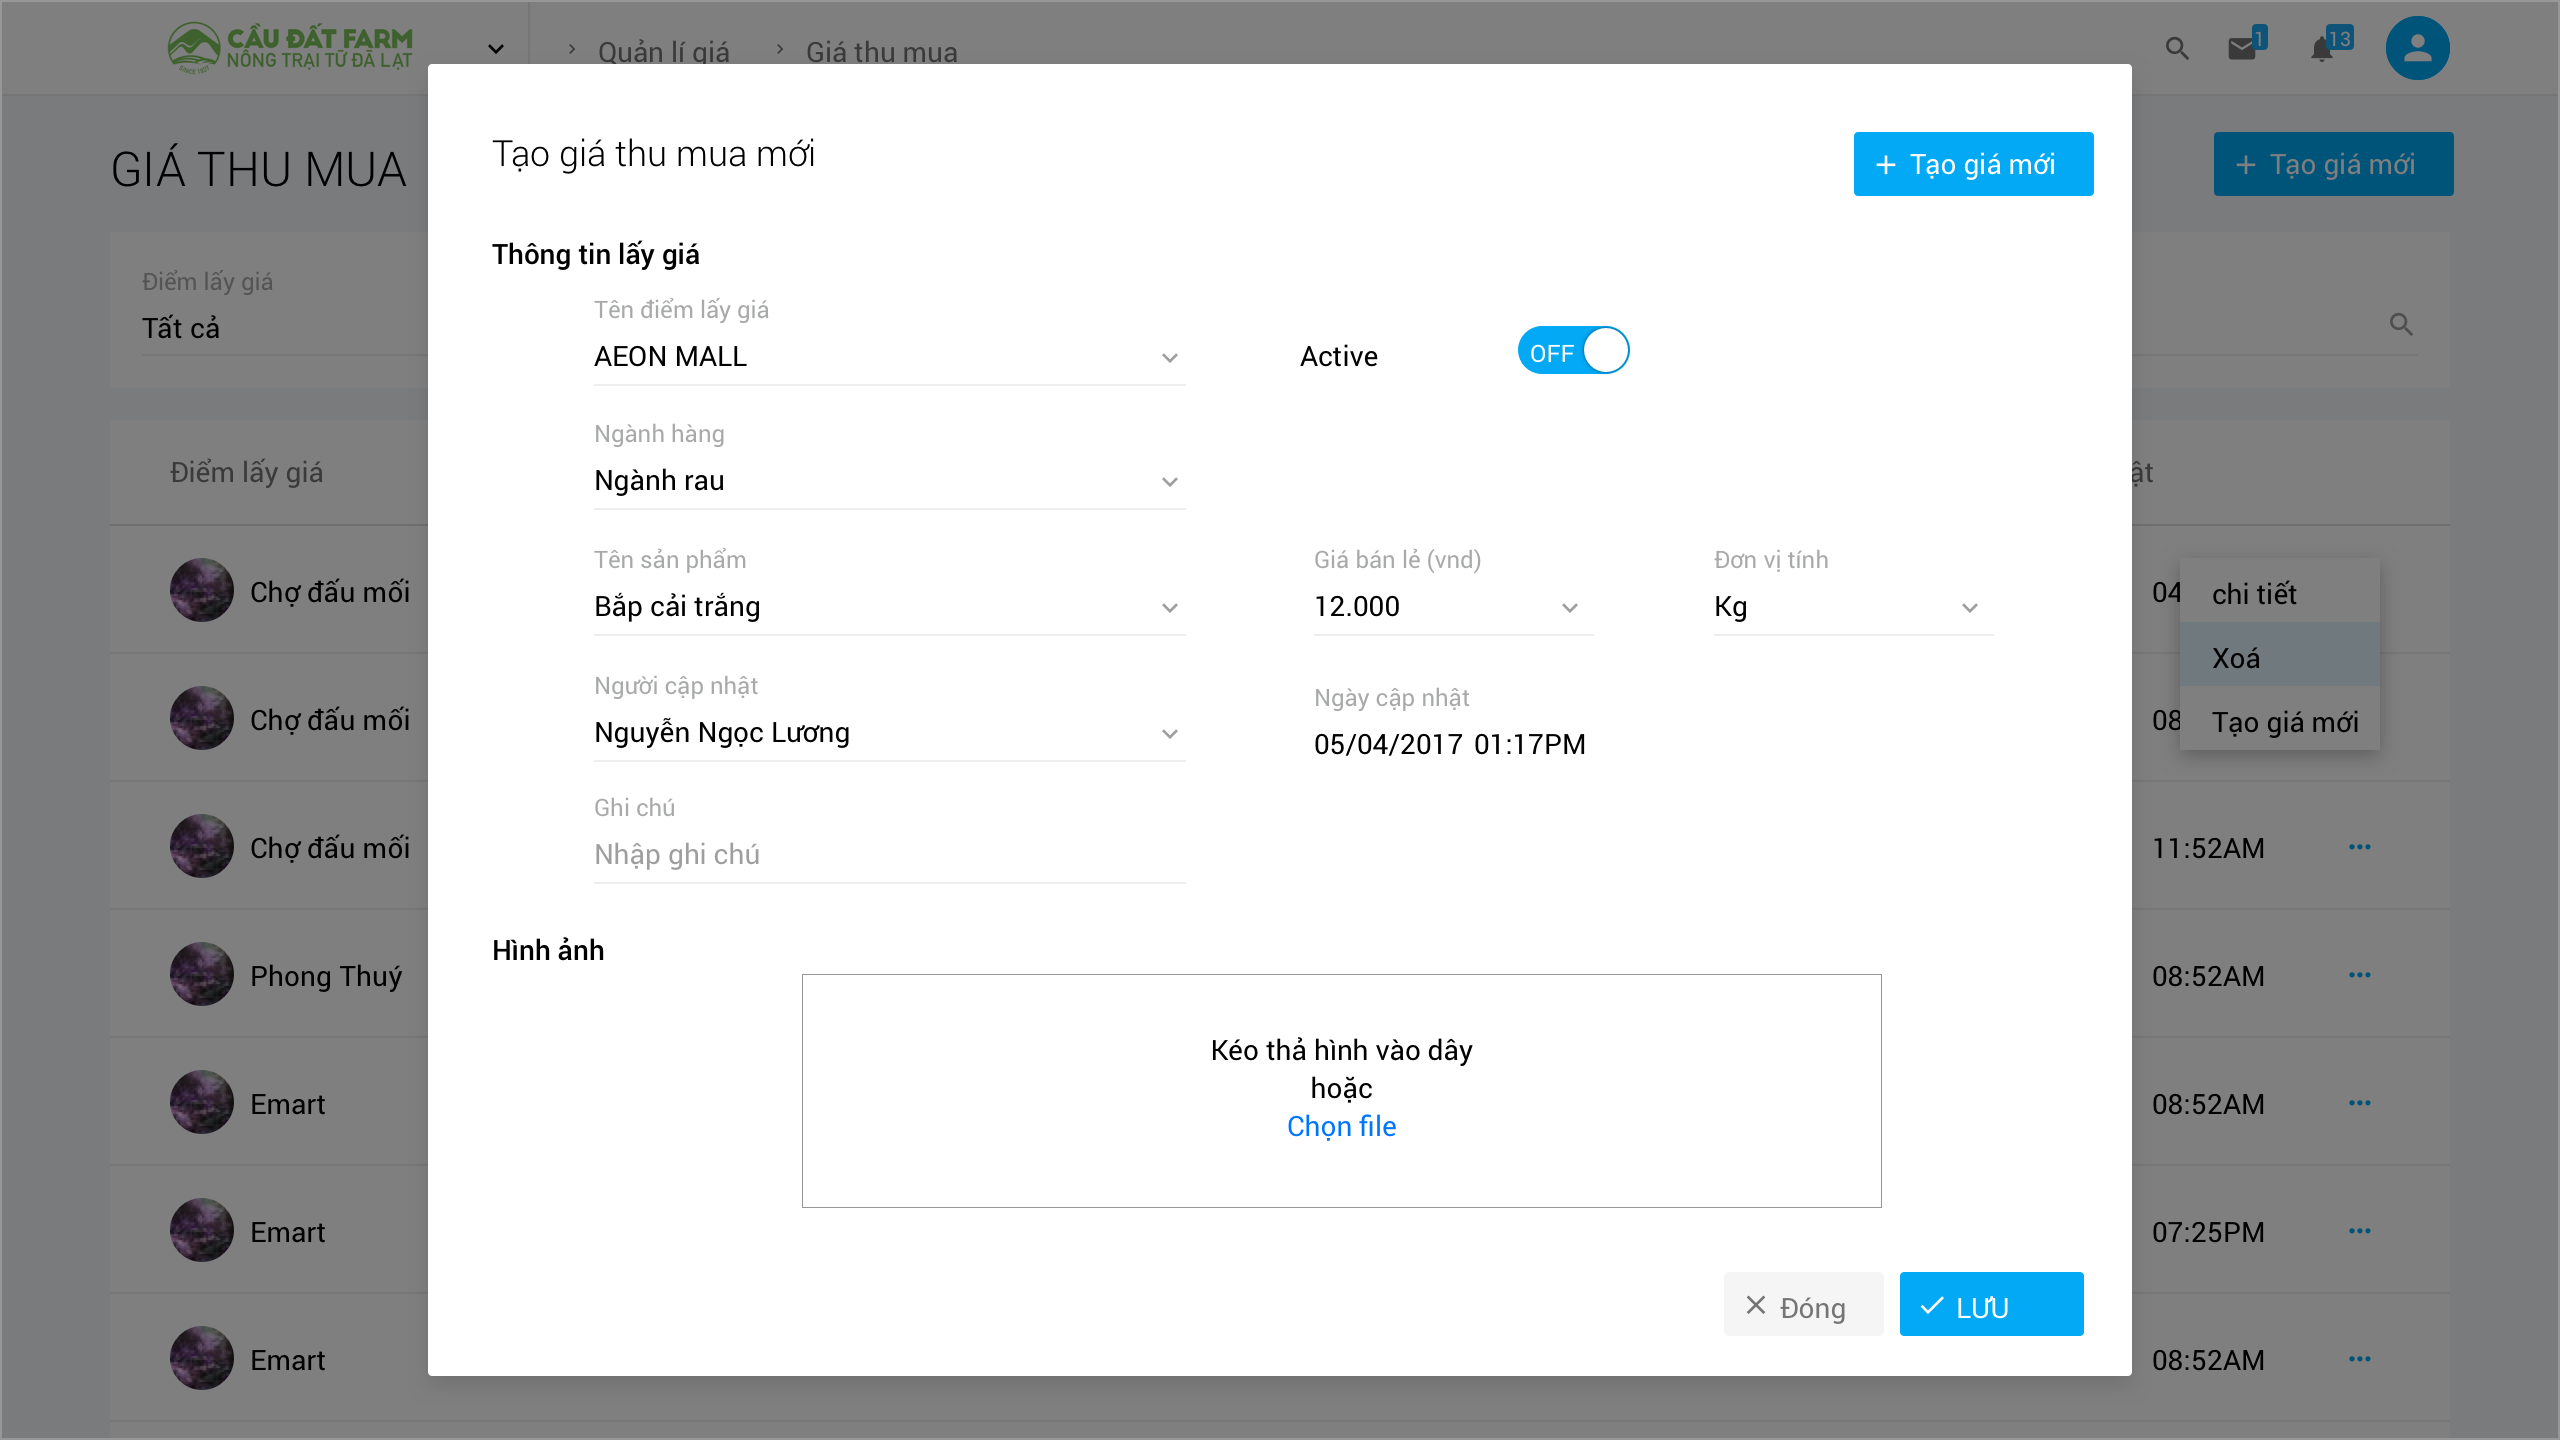 CẦU ĐẤT FARM
NÔNG TRẠI TỪ ĐÀ LẠT
SINCE 1927
Quản lí giá
Giá thu mua
1
13
GIÁ THU MUA
Tạo giá mới
Điểm lấy giá
Tất cả
Điểm lấy giá
ật
Chợ đấu mối
04
Chợ đấu mối
08
Chợ đấu mối
11:52AM
Phong Thuý
08:52AM
Emart
08:52AM
Emart
07:25PM
Emart
08:52AM
chi tiết
Xoá
Tạo giá mới
Tạo giá thu mua mới
Tạo giá mới
Thông tin lấy giá
Tên điểm lấy giá
AEON MALL
Active
OFF
Ngành hàng
Ngành rau
Tên sản phẩm
Bắp cải trắng
Giá bán lẻ (vnd)
12.000
Đơn vị tính
Kg
Người cập nhật
Nguyễn Ngọc Lương
Ngày cập nhật
05/04/2017 01:17PM
Ghi chú
Nhập ghi chú
Hình ảnh
Kéo thả hình vào dây
hoặc
Chọn file
Đóng
LƯU